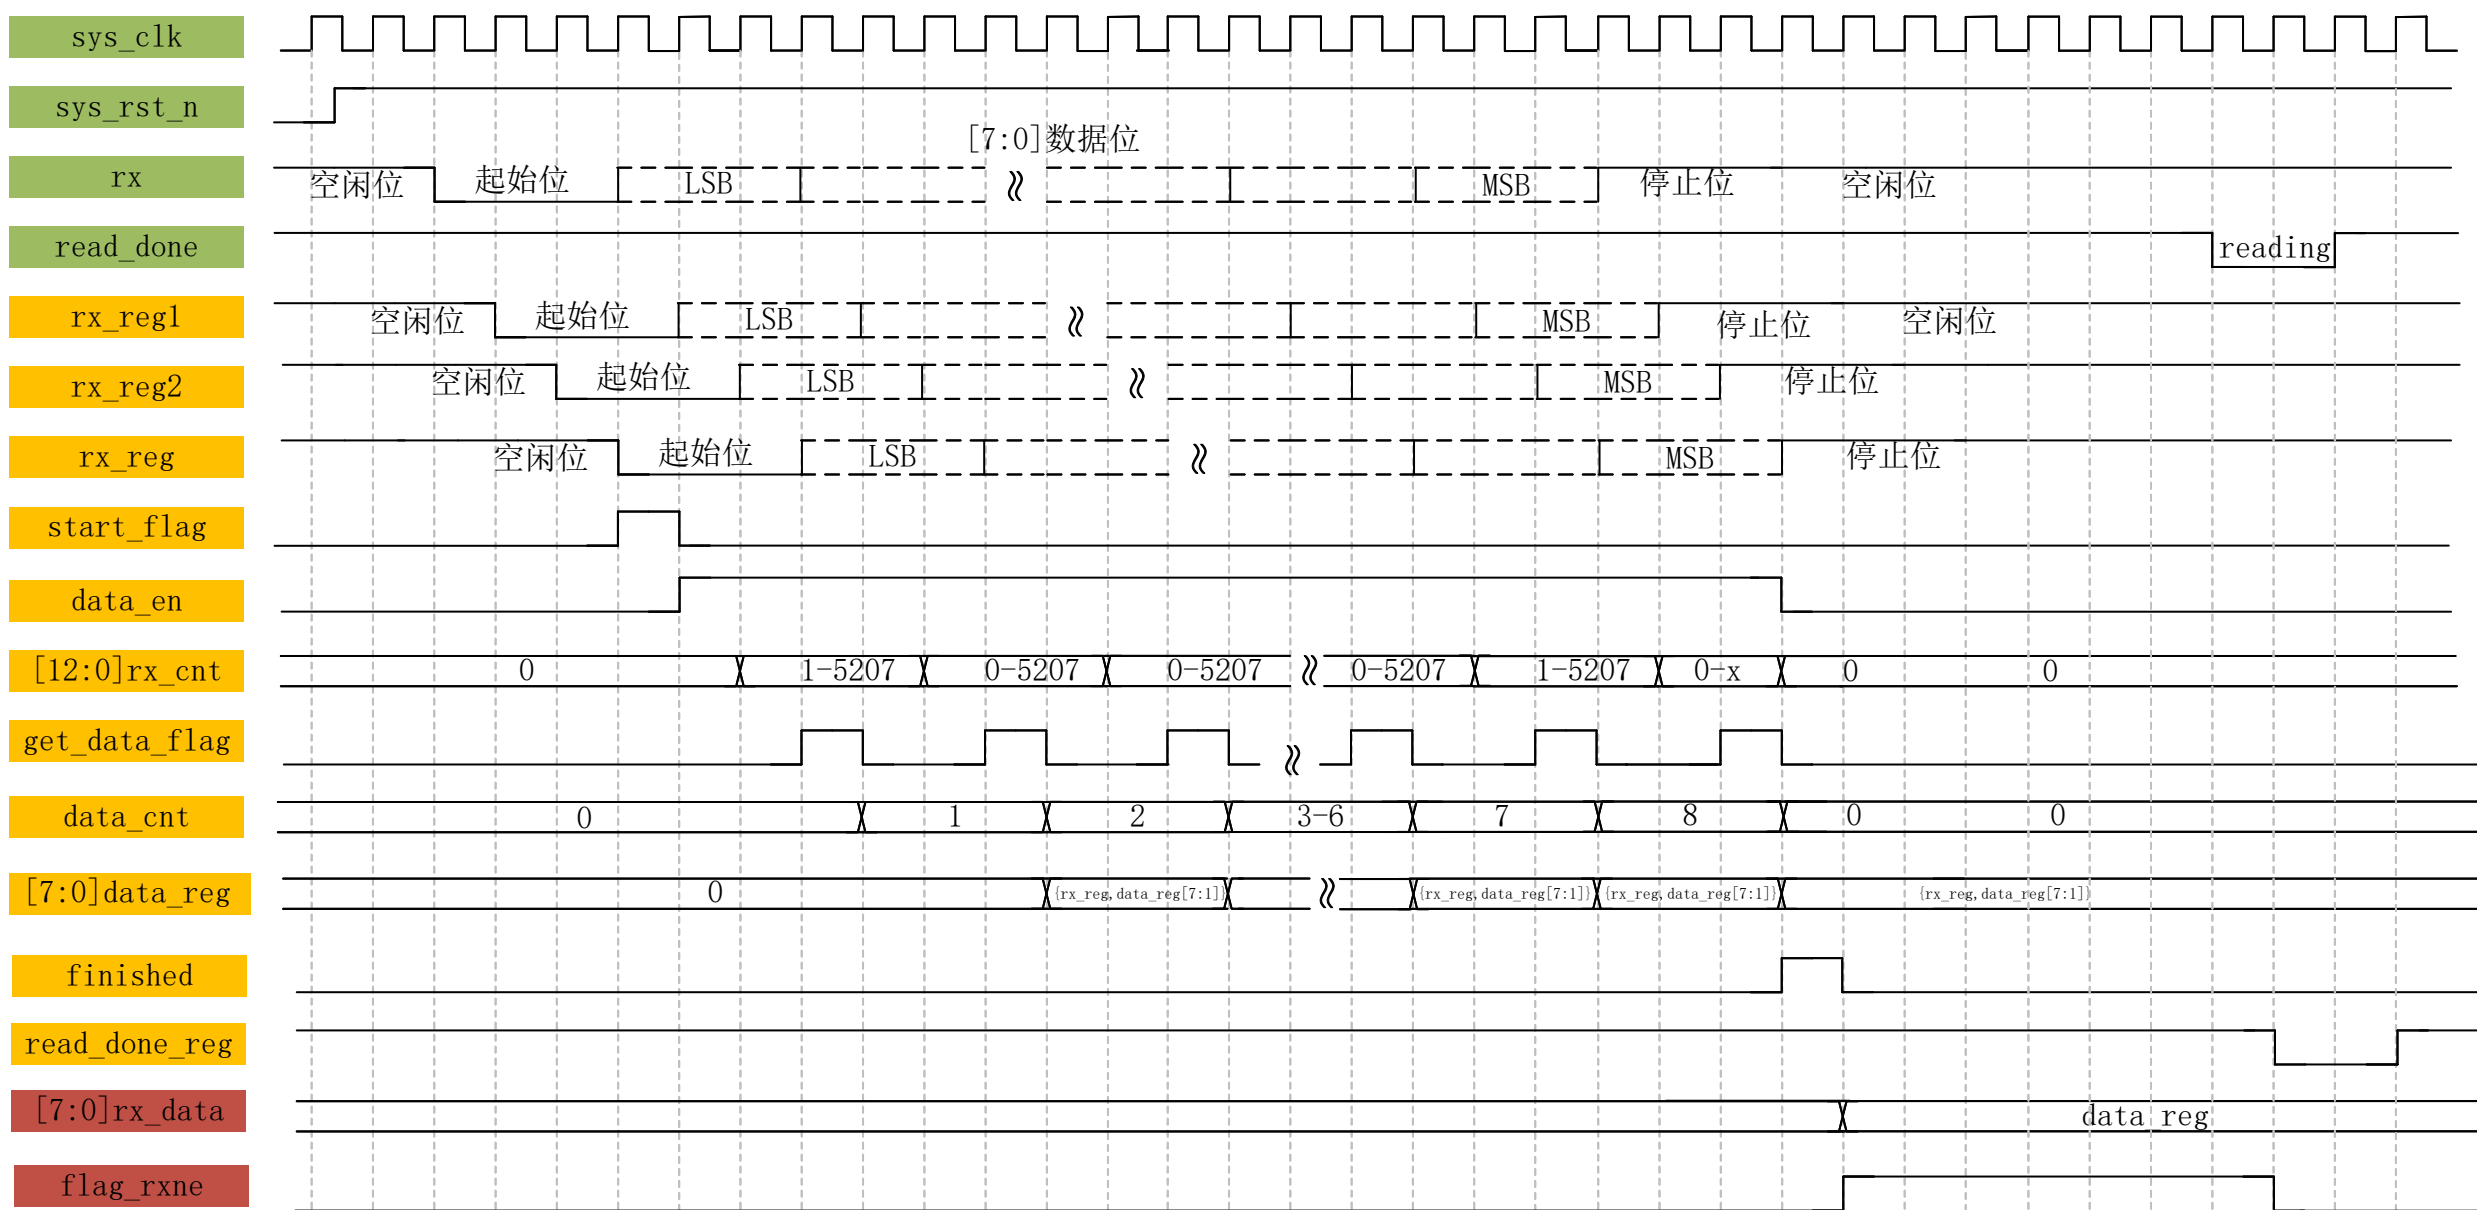 sys_clk
sys_rst_n
[7:0]数据位
rx 空闲位 起始位 LSB MSB 停止位 空闲位
read_done reading
rx_reg1 空闲位 起始位 LSB MSB 停止位 空闲位
rx_reg2 空闲位 起始位 LSB MSB 停止位
rx_reg 空闲位 起始位 LSB MSB 停止位
start_flag
data_en
[12:0]rx_cnt 0 1-5207 0-5207 0-5207 0-5207 1-5207 0-x 0 0
get_data_flag
data_cnt 0 1 2 3-6 7 8 0 0
[7:0]data_reg 0 {rx_reg,data_reg[7:1]} {rx_reg,data_reg[7:1]} {rx_reg,data_reg[7:1]} {rx_reg,data_reg[7:1]}
finished
read_done_reg
[7:0]rx_data data_reg
flag_rxne